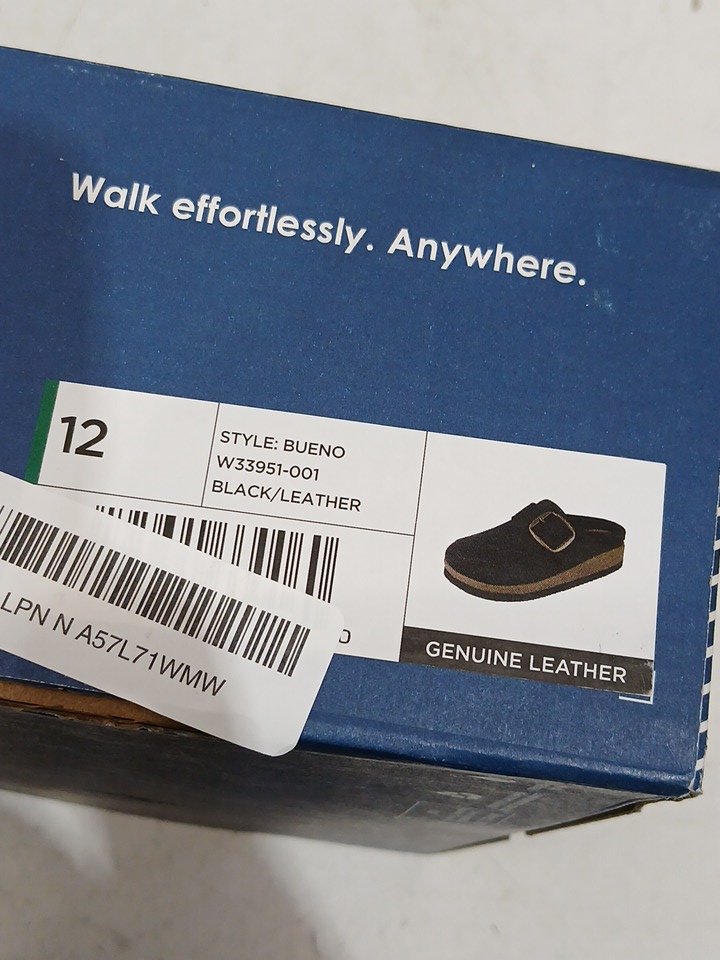 Walk effortlessly. Anywhere.
12
STYLE: BUENO
W33951-001
BLACK/LEATHER
GENUINE LEATHER
LPN N A57L71WMW